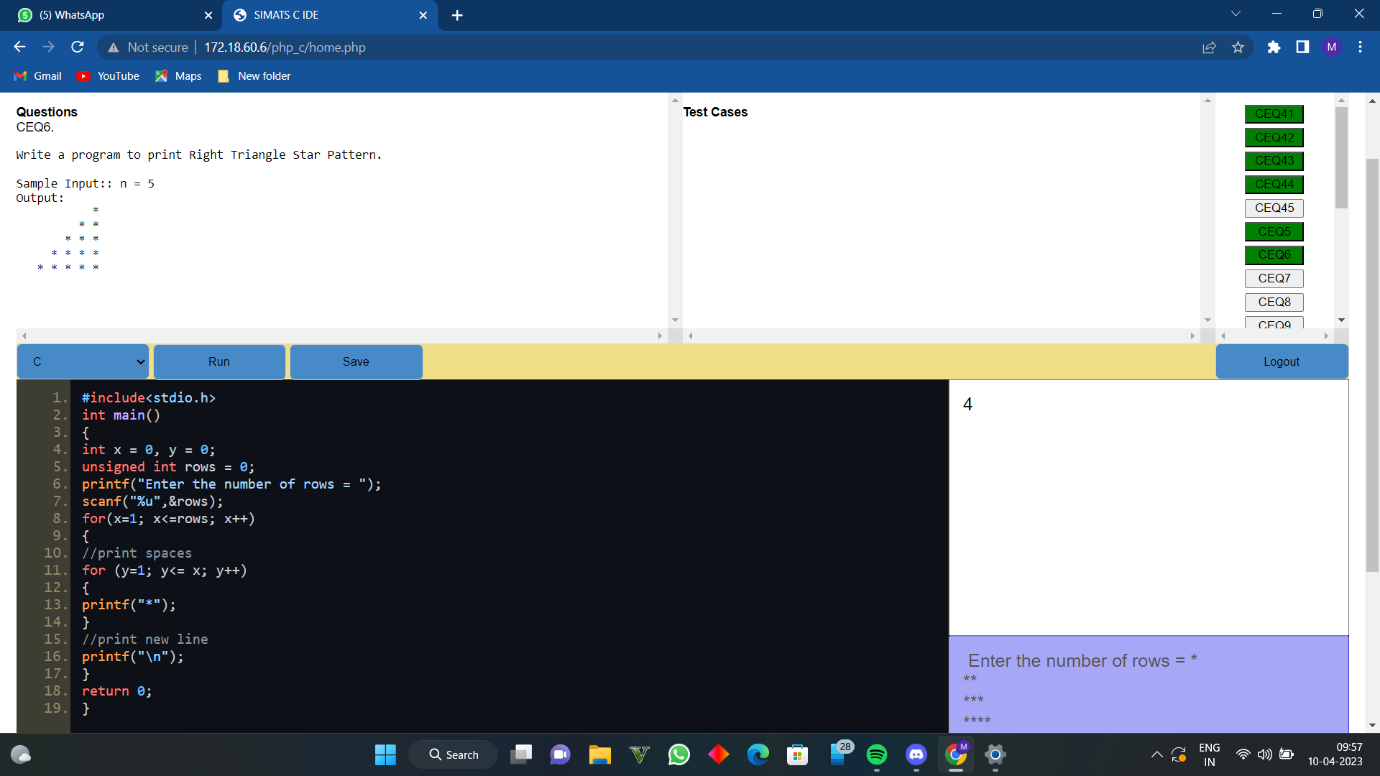 (5) WhatsApp
SIMATS C IDE
Not secure
172.18.60.6/php_c/home.php
M
Gmail
YouTube
Maps
New folder
Questions
CEQ6.
Write a program to print Right Triangle Star Pattern.
Sample Input:: n = 5
Output:
*
* *
* * *
* * * *
* * * * *
Test Cases
CEQ41
CEQ42
CEQ43
CEQ44
CEQ45
CEQ5
CEQ6
CEQ7
CEQ8
CEQ9
C
Run
Save
Logout
1. #include<stdio.h>
2. int main()
3. {
4. int x = 0, y = 0;
5. unsigned int rows = 0;
6. printf("Enter the number of rows = ");
7. scanf("%u",&rows);
8. for(x=1; x<=rows; x++)
9. {
10. //print spaces
11. for (y=1; y<= x; y++)
12. {
13. printf("*");
14. }
15. //print new line
16. printf("\n");
17. }
18. return 0;
19. }
4
Enter the number of rows = *
**
***
****
Search
28
M
ENG
IN
09:57
10-04-2023